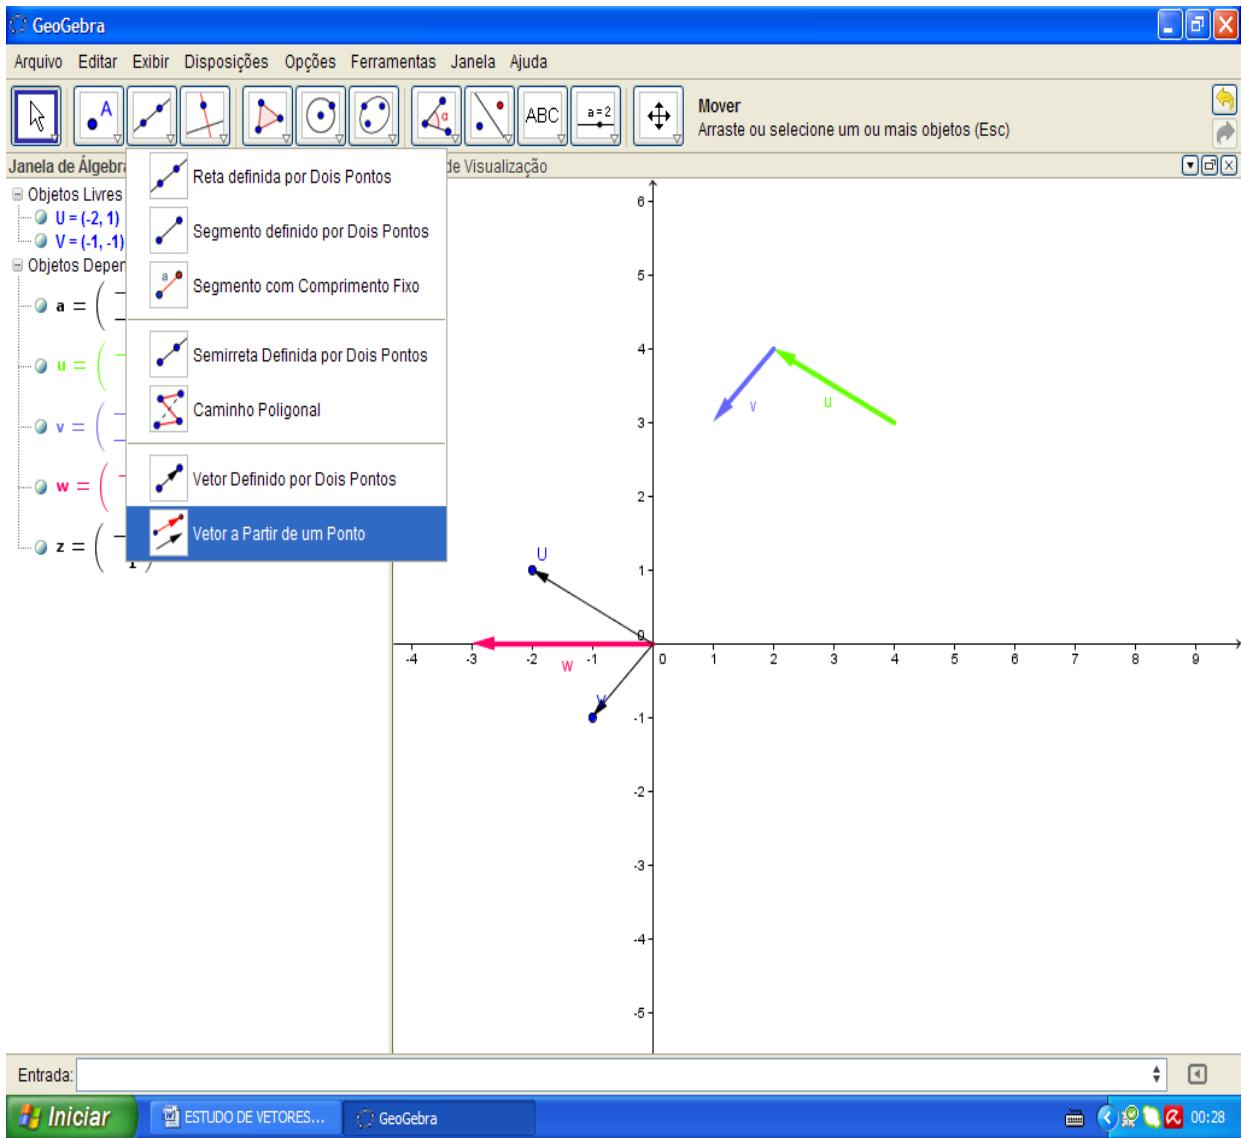 GeoGebra
Arquivo Editar Exibir Disposições Opções Ferramentas Janela Ajuda
A
α
ABC
a=2
Mover
Arraste ou selecione um ou mais objetos (Esc)
Janela de Álgebr
de Visualização
Objetos Livres
U = (-2, 1)
V = (-1, -1)
Objetos Depen
a =
u =
v =
w =
z =
Reta definida por Dois Pontos
Segmento definido por Dois Pontos
a
Segmento com Comprimento Fixo
Semirreta Definida por Dois Pontos
Caminho Poligonal
Vetor Definido por Dois Pontos
Vetor a Partir de um Ponto
6
5
4
3
2
1
0
-1
-2
-3
-4
-5
-4 -3 -2 -1 0 1 2 3 4 5 6 7 8 9
v
u
U
w
V
Entrada:
Iniciar
ESTUDO DE VETORES...
GeoGebra
00:28